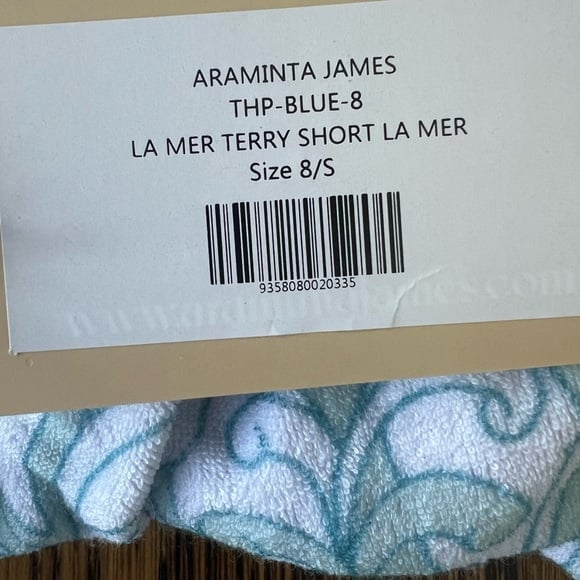 ARAMINTA JAMES
THP-BLUE-8
LA MER TERRY SHORT LA MER
Size 8/S
9358080020335